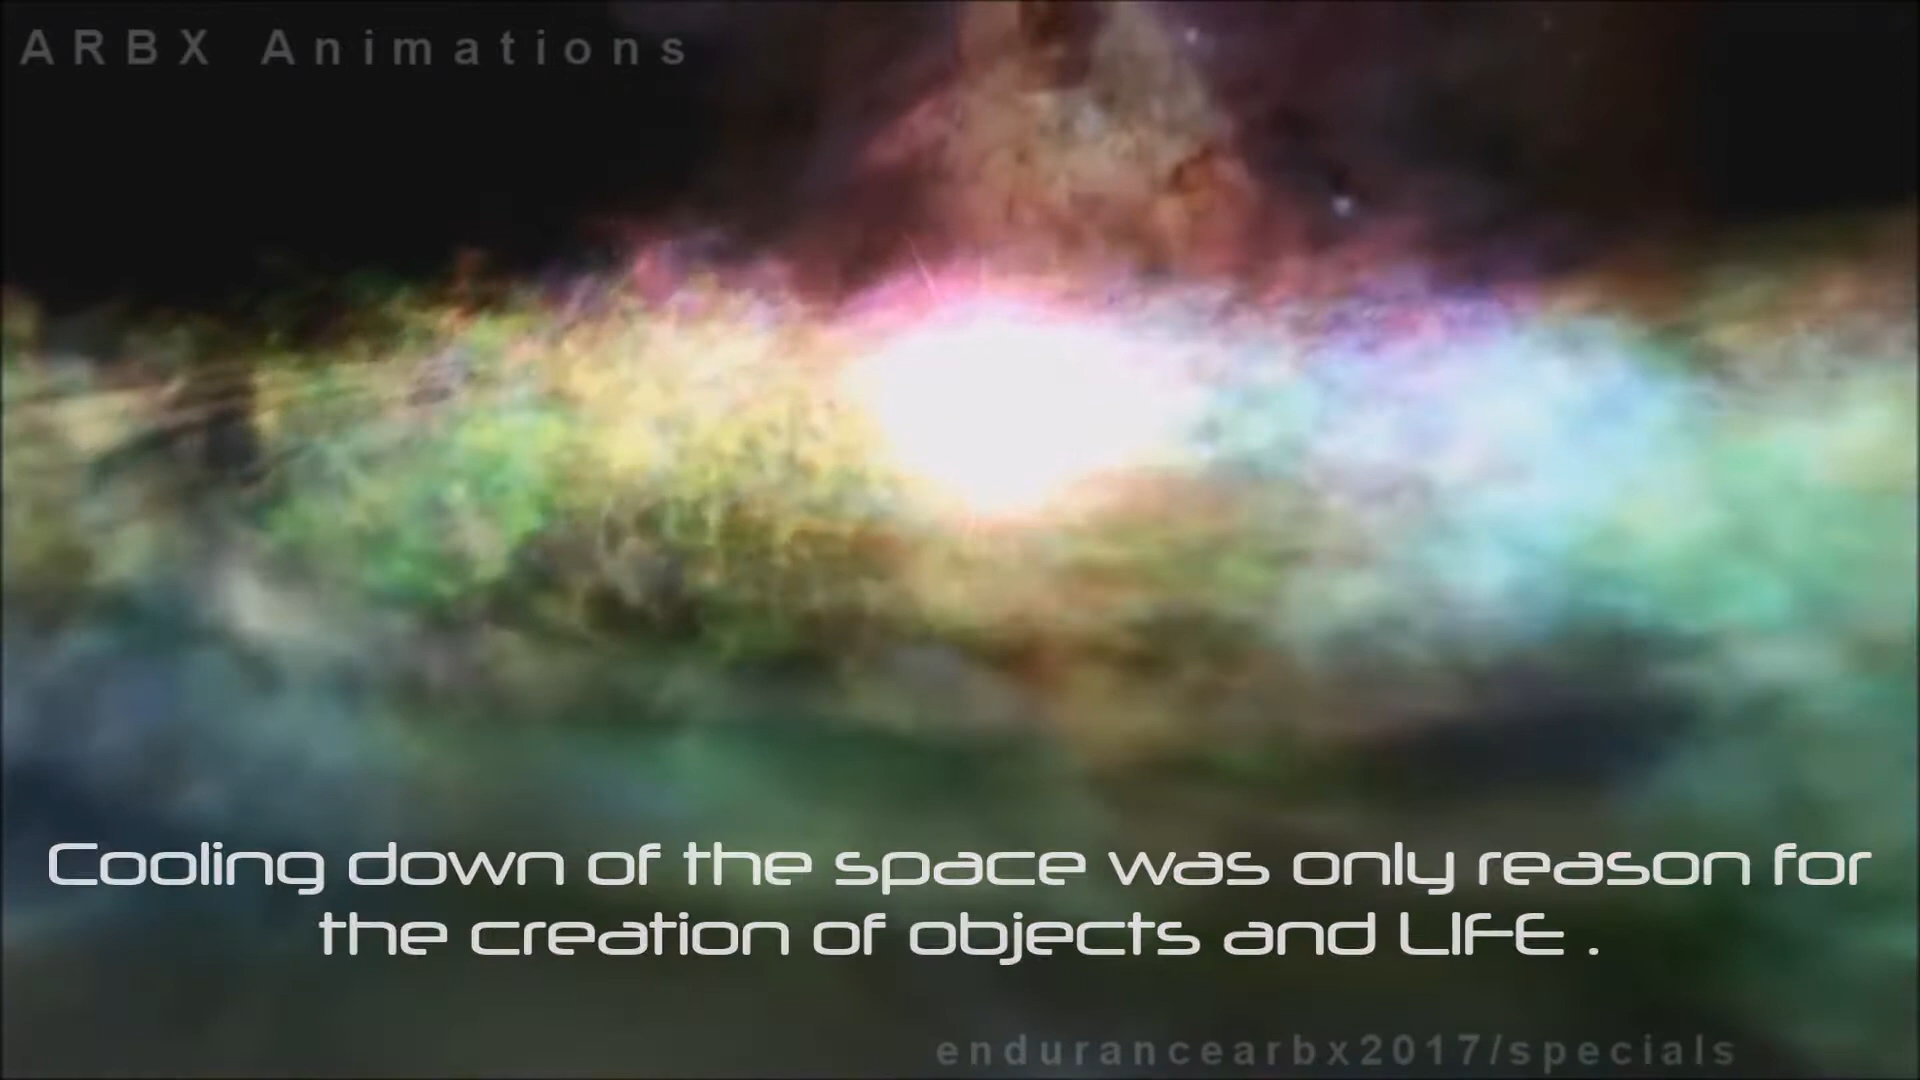 ARBX Animations
Cooling down of the space was only reason for
the creation of objects and LIFE .
endurancearbx2017/specials